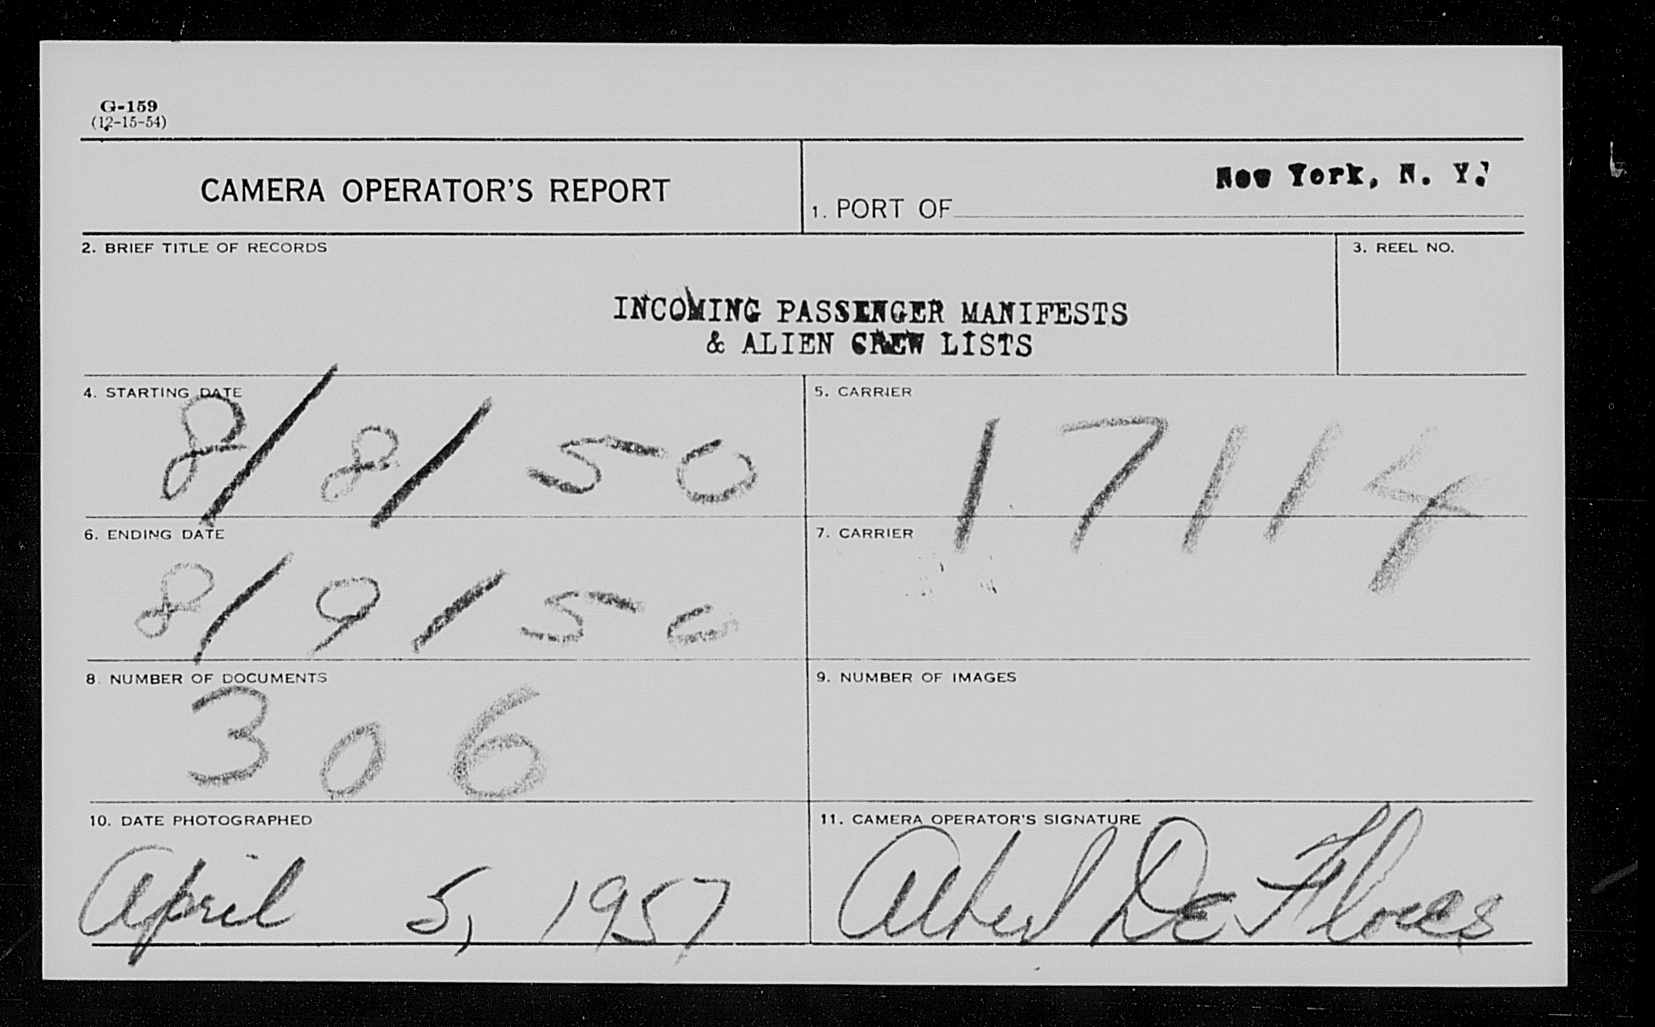 G-159
(12-15-54)
CAMERA OPERATOR'S REPORT
1. PORT OF New York, N. Y.
2. BRIEF TITLE OF RECORDS
3. REEL NO.
INCOMING PASSENGER MANIFESTS
& ALIEN CREW LISTS
4. STARTING DATE
8/8/50
5. CARRIER
17114
6. ENDING DATE
8/9/50
7. CARRIER
8. NUMBER OF DOCUMENTS
306
9. NUMBER OF IMAGES
10. DATE PHOTOGRAPHED
April 5, 1957
11. CAMERA OPERATOR'S SIGNATURE
Albert De Flores